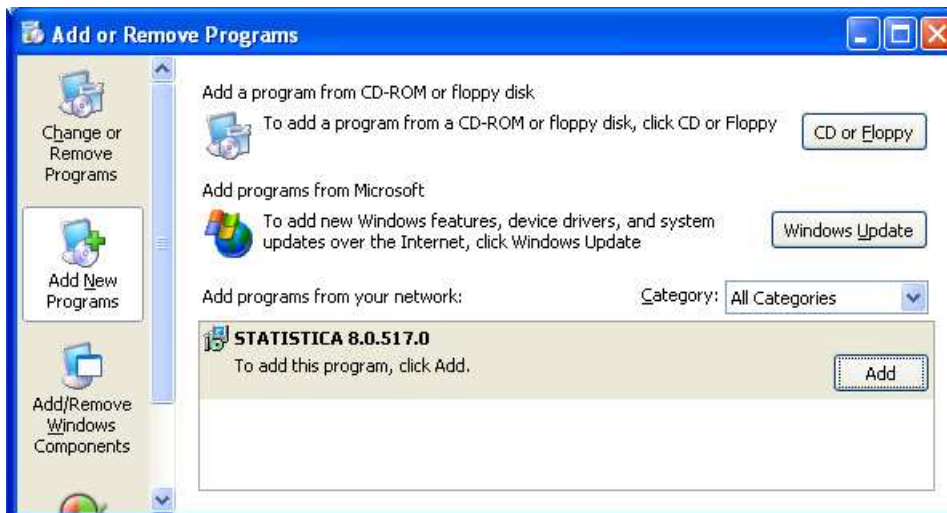 Add or Remove Programs
Change or
Remove
Programs
Add New
Programs
Add/Remove
Windows
Components
Add a program from CD-ROM or floppy disk
To add a program from a CD-ROM or floppy disk, click CD or Floppy
CD or Floppy
Add programs from Microsoft
To add new Windows features, device drivers, and system
updates over the Internet, click Windows Update
Windows Update
Add programs from your network:
Category: All Categories
STATISTICA 8.0.517.0
To add this program, click Add.
Add